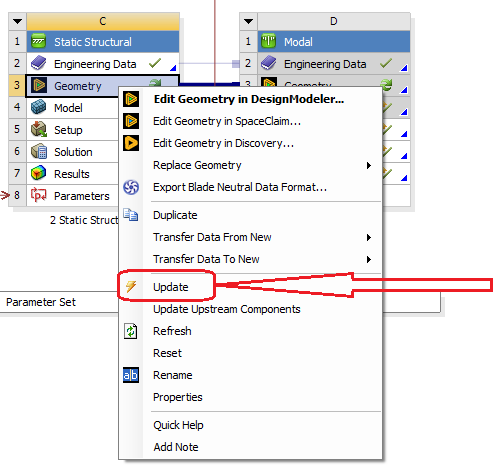 C
D
1 Static Structural
1 Modal
2 Engineering Data
2 Engineering Data
3 Geometry
3 Geometry
4 Model
5 Setup
6 Solution
7 Results
8 Parameters
2 Static Struct
Parameter Set
Edit Geometry in DesignModeler...
Edit Geometry in SpaceClaim...
Edit Geometry in Discovery...
Replace Geometry
Export Blade Neutral Data Format...
Duplicate
Transfer Data From New
Transfer Data To New
Update
Update Upstream Components
Refresh
Reset
a|b Rename
Properties
Quick Help
Add Note